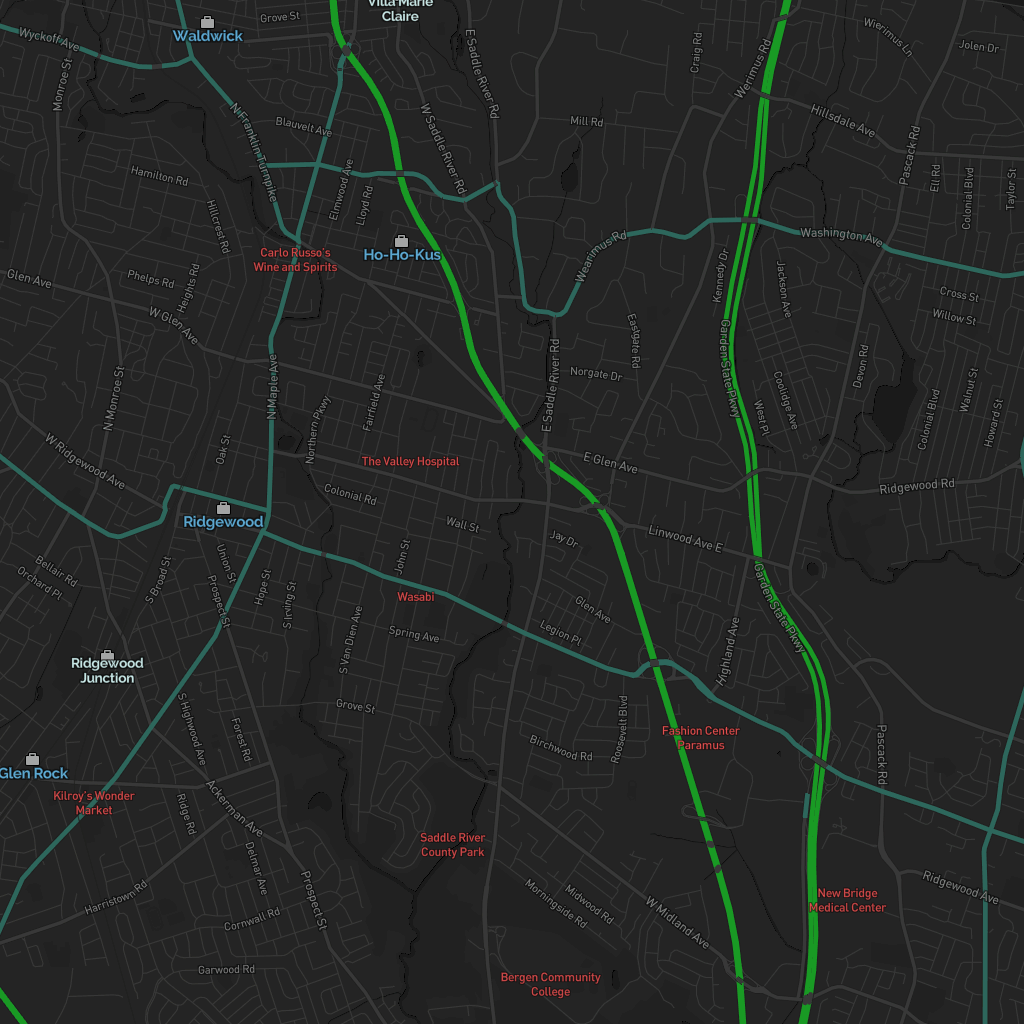 Villa Marie
Claire
Grove St
Waldwick
Wyckoff Ave
Monroe St
E Saddle River Rd
Craig Rd
Werimus Rd
Wierimus Ln
Jolen Dr
N Franklin Turnpike
Blauvelt Ave
W Saddle River Rd
Mill Rd
Hillsdale Ave
Pascack Rd
Hamilton Rd
Elmwood Ave
Lloyd Rd
Ell Rd
Colonial Blvd
Taylor St
Hillcrest Rd
Carlo Russo's
Wine and Spirits
Ho-Ho-Kus
Wearimus Rd
Washington Ave
Glen Ave
Phelps Rd
Heights Rd
Kennedy Dr
Jackson Ave
Cross St
Willow St
W Glen Ave
Eastgate Rd
Garden State Pkwy
N Maple Ave
E Saddle River Rd
Norgate Dr
Devon Rd
N Monroe St
Northern Pkwy
Fairfield Ave
West Pl
Coolidge Ave
Colonial Blvd
Walnut St
Howard St
W Ridgewood Ave
Oak St
The Valley Hospital
E Glen Ave
Ridgewood Rd
Colonial Rd
Ridgewood
Wall St
Jay Dr
Linwood Ave E
Bellair Rd
Orchard Pl
S Broad St
Union St
Prospect St
Hope St
S Irving St
John St
Wasabi
Glen Ave
Garden State Pkwy
S Van Dien Ave
Spring Ave
Legion Pl
Highland Ave
Ridgewood
Junction
S Highwood Ave
Forest Rd
Grove St
Birchwood Rd
Roosevelt Blvd
Fashion Center
Paramus
Pascack Rd
Glen Rock
Kilroy's Wonder
Market
Ridge Rd
Ackerman Ave
Delmar Ave
Saddle River
County Park
Harristown Rd
Cornwall Rd
Prospect St
Morningside Rd
Midwood Rd
W Midland Ave
New Bridge
Medical Center
Ridgewood Ave
Garwood Rd
Bergen Community
College